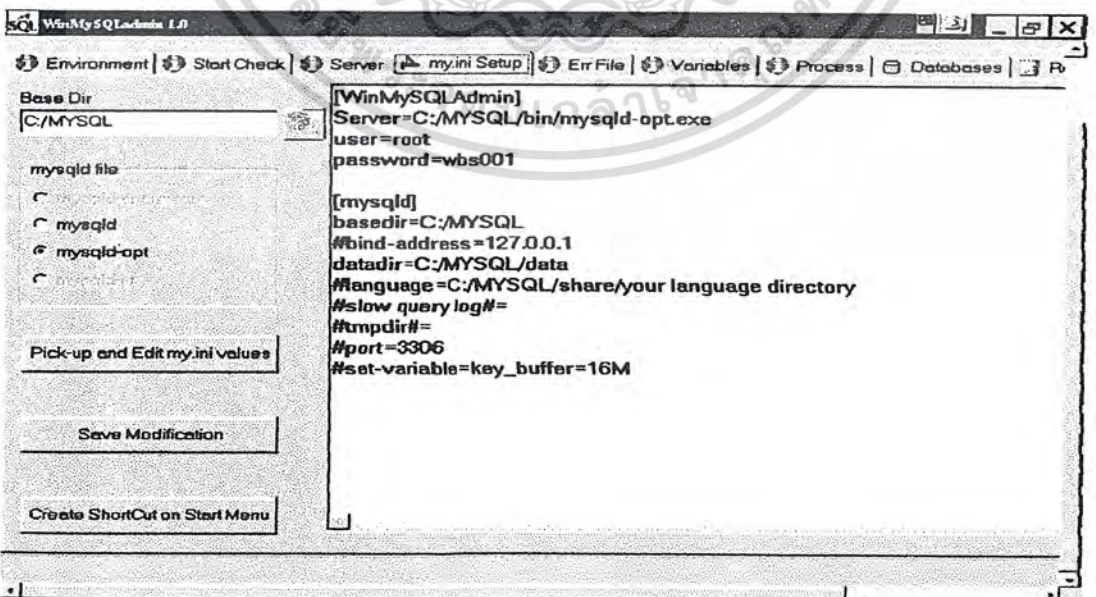 SQL WinMySQLadmin 1.0
Environment Start Check Server my.ini Setup Err File Variables Process Databases
Base Dir
C:/MYSQL
mysqld file
mysqld
mysqld-opt
Pick-up and Edit my.ini values
Save Modification
Create ShortCut on Start Menu
[WinMySQLAdmin]
Server=C:/MYSQL/bin/mysqld-opt.exe
user=root
password=wbs001
[mysqld]
basedir=C:/MYSQL
#bind-address=127.0.0.1
datadir=C:/MYSQL/data
#language=C:/MYSQL/share/your language directory
#slow query log#=
#tmpdir#=
#port=3306
#set-variable=key_buffer=16M